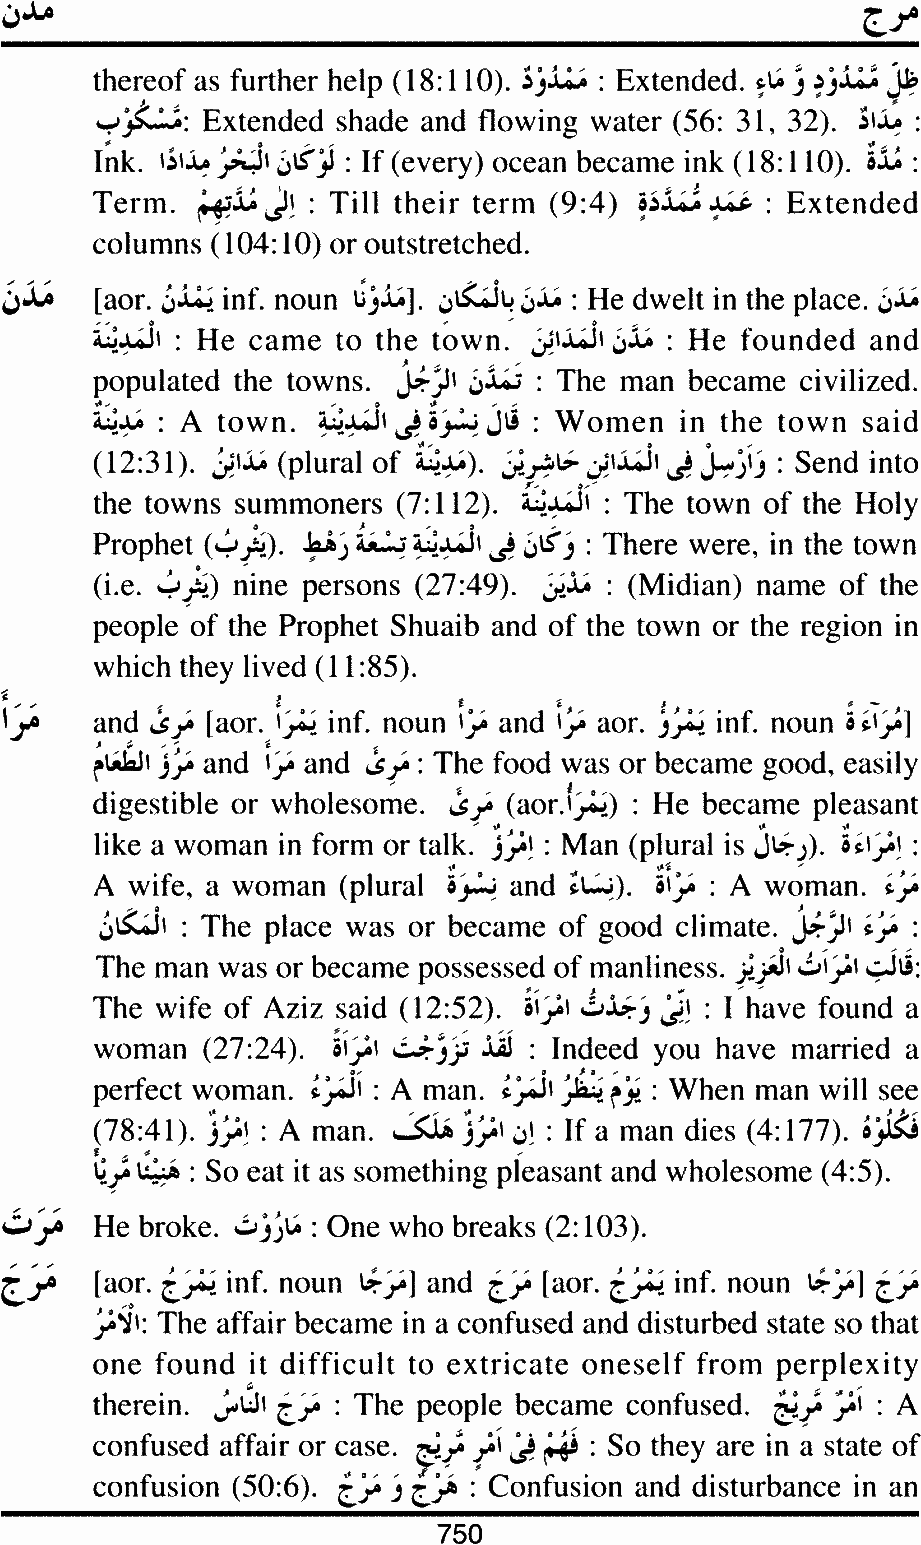 مدن مرج
thereof as further help (18:110). مَمْدُوْدٌ : Extended. ظِلٍّ مَّمْدُوْدٍ وَّ مَاءٍ
مَّسْكُوْبٍ: Extended shade and flowing water (56: 31, 32). مِدَادٌ :
Ink. لَوْ كَانَ الْبَحْرُ مِدَادًا : If (every) ocean became ink (18:110). مُدَّةٌ :
Term. اِلٰى مُدَّتِهِمْ : Till their term (9:4) عَمَدٍ مُّمَدَّدَةٍ : Extended
columns (104:10) or outstretched.
مَدَنَ [aor. يَمْدُنُ inf. noun مَدُوْنًا]. مَدَنَ بِالْمَكَانِ : He dwelt in the place. مَدَنَ
الْمَدِيْنَةَ : He came to the town. مَدَّنَ الْمَدَائِنَ : He founded and
populated the towns. تَمَدَّنَ الرَّجُلُ : The man became civilized.
مَدِيْنَةٌ : A town. قَالَ نِسْوَةٌ فِى الْمَدِيْنَةِ : Women in the town said
(12:31). مَدَائِنُ (plural of مَدِيْنَةٌ). وَاَرْسِلْ فِى الْمَدَائِنِ حَاشِرِيْنَ : Send into
the towns summoners (7:112). اَلْمَدِيْنَةُ : The town of the Holy
Prophet (يَثْرِبُ). وَكَانَ فِى الْمَدِيْنَةِ تِسْعَةُ رَهْطٍ : There were, in the town
(i.e. يَثْرِبُ) nine persons (27:49). مَدْيَنَ : (Midian) name of the
people of the Prophet Shuaib and of the town or the region in
which they lived (11:85).
مَرَأَ and مَرِئَ [aor. يَمْرَأُ inf. noun مَرْأً and مَرُأَ aor. يَمْرُؤُ inf. noun مُرَآءَةً]
مَرُؤَ الطَّعَامُ and مَرَأَ and مَرِئَ : The food was or became good, easily
digestible or wholesome. مَرِئَ (aor.يَمْرَأُ) : He became pleasant
like a woman in form or talk. اِمْرُؤٌ : Man (plural is رِجَالٌ). اِمْرَاءَةٌ :
A wife, a woman (plural نِسْوَةٌ and نِسَاءٌ). مَرْأَةٌ : A woman. مَرُءَ
الْمَكَانُ : The place was or became of good climate. مَرُءَ الرَّجُلُ :
The man was or became possessed of manliness. قَالَتِ امْرَاَتُ الْعَزِيْزِ:
The wife of Aziz said (12:52). اِنِّىْ وَجَدْتُّ امْرَاَةً : I have found a
woman (27:24). لَقَدْ تَزَوَّجْتَ امْرَاَةً : Indeed you have married a
perfect woman. اَلْمَرْءُ : A man. يَوْمَ يَنْظُرُ الْمَرْءُ : When man will see
(78:41). اِمْرُؤٌ : A man. اِنِ امْرُؤٌ هَلَكَ : If a man dies (4:177). فَكُلُوْهُ
هَنِيْئًا مَّرِيْأً : So eat it as something pleasant and wholesome (4:5).
مَرَتَ He broke. مَارُوْتَ : One who breaks (2:103).
مَرَجَ [aor. يَمْرَجُ inf. noun مَرَجًا] and مَرَجَ [aor. يَمْرُجُ inf. noun مَرْجًا] مَرَجَ
الْاَمْرُ: The affair became in a confused and disturbed state so that
one found it difficult to extricate oneself from perplexity
therein. مَرَجَ النَّاسُ : The people became confused. اَمْرٌ مَّرِيْجٌ : A
confused affair or case. فَهُمْ فِىْ اَمْرٍ مَّرِيْجٍ : So they are in a state of
confusion (50:6). هَرْجٌ وَ مَرْجٌ : Confusion and disturbance in an
750